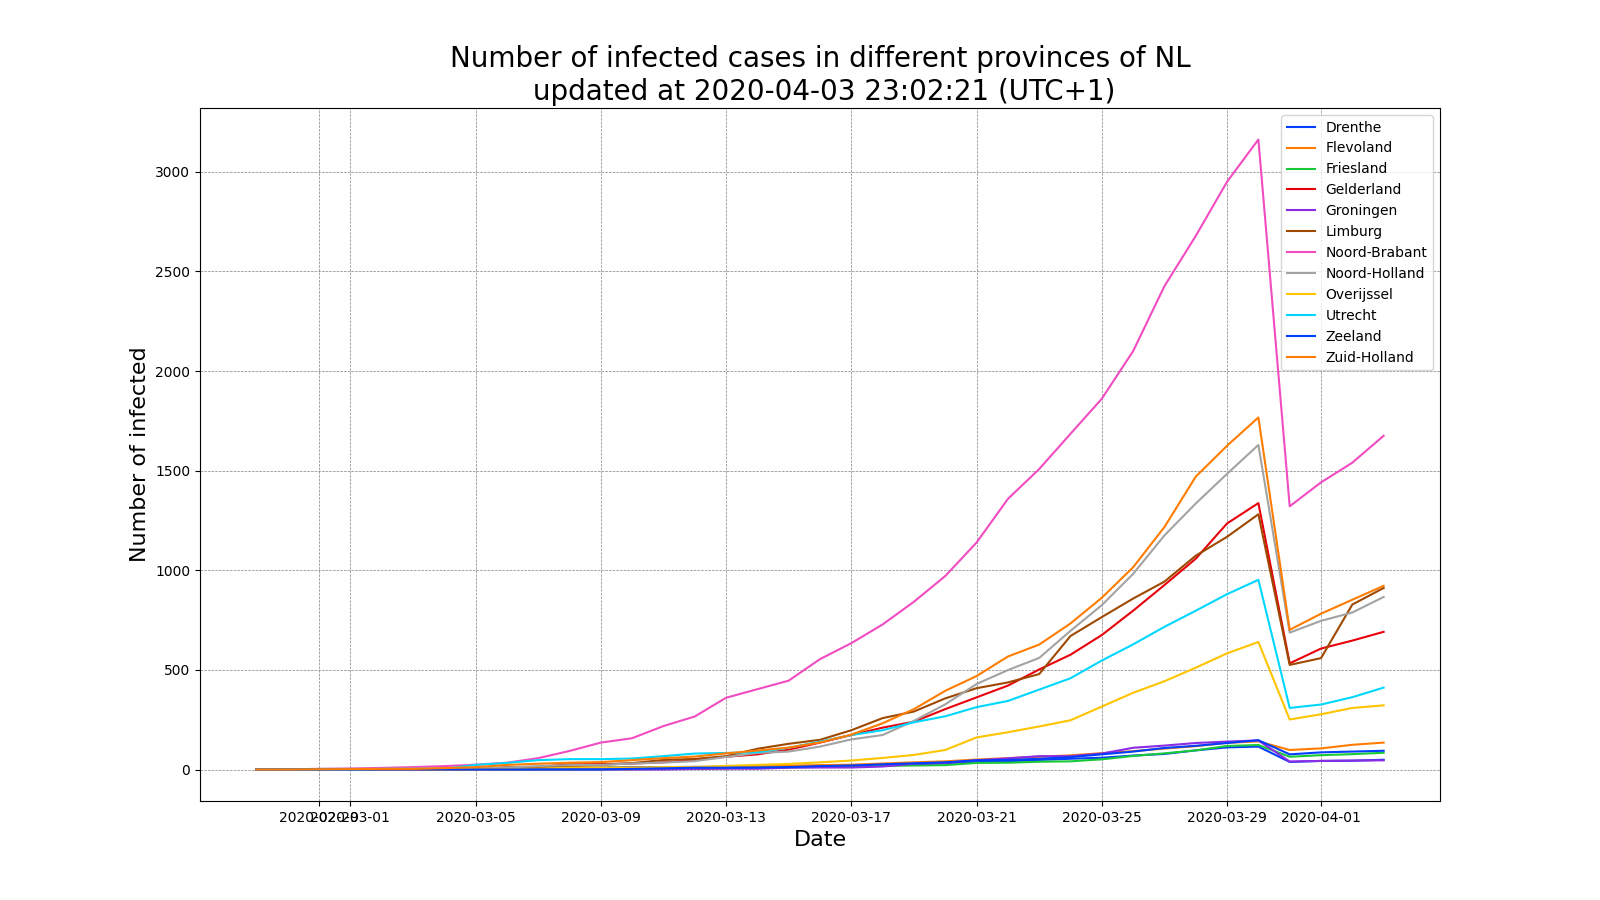 Number of infected cases in different provinces of NL
updated at 2020-04-03 23:02:21 (UTC+1)
Number of infected
3000
2500
2000
1500
1000
500
0
Drenthe
Flevoland
Friesland
Gelderland
Groningen
Limburg
Noord-Brabant
Noord-Holland
Overijssel
Utrecht
Zeeland
Zuid-Holland
2020-02-29 2020-03-01 2020-03-05 2020-03-09 2020-03-13 2020-03-17 2020-03-21 2020-03-25 2020-03-29 2020-04-01
Date